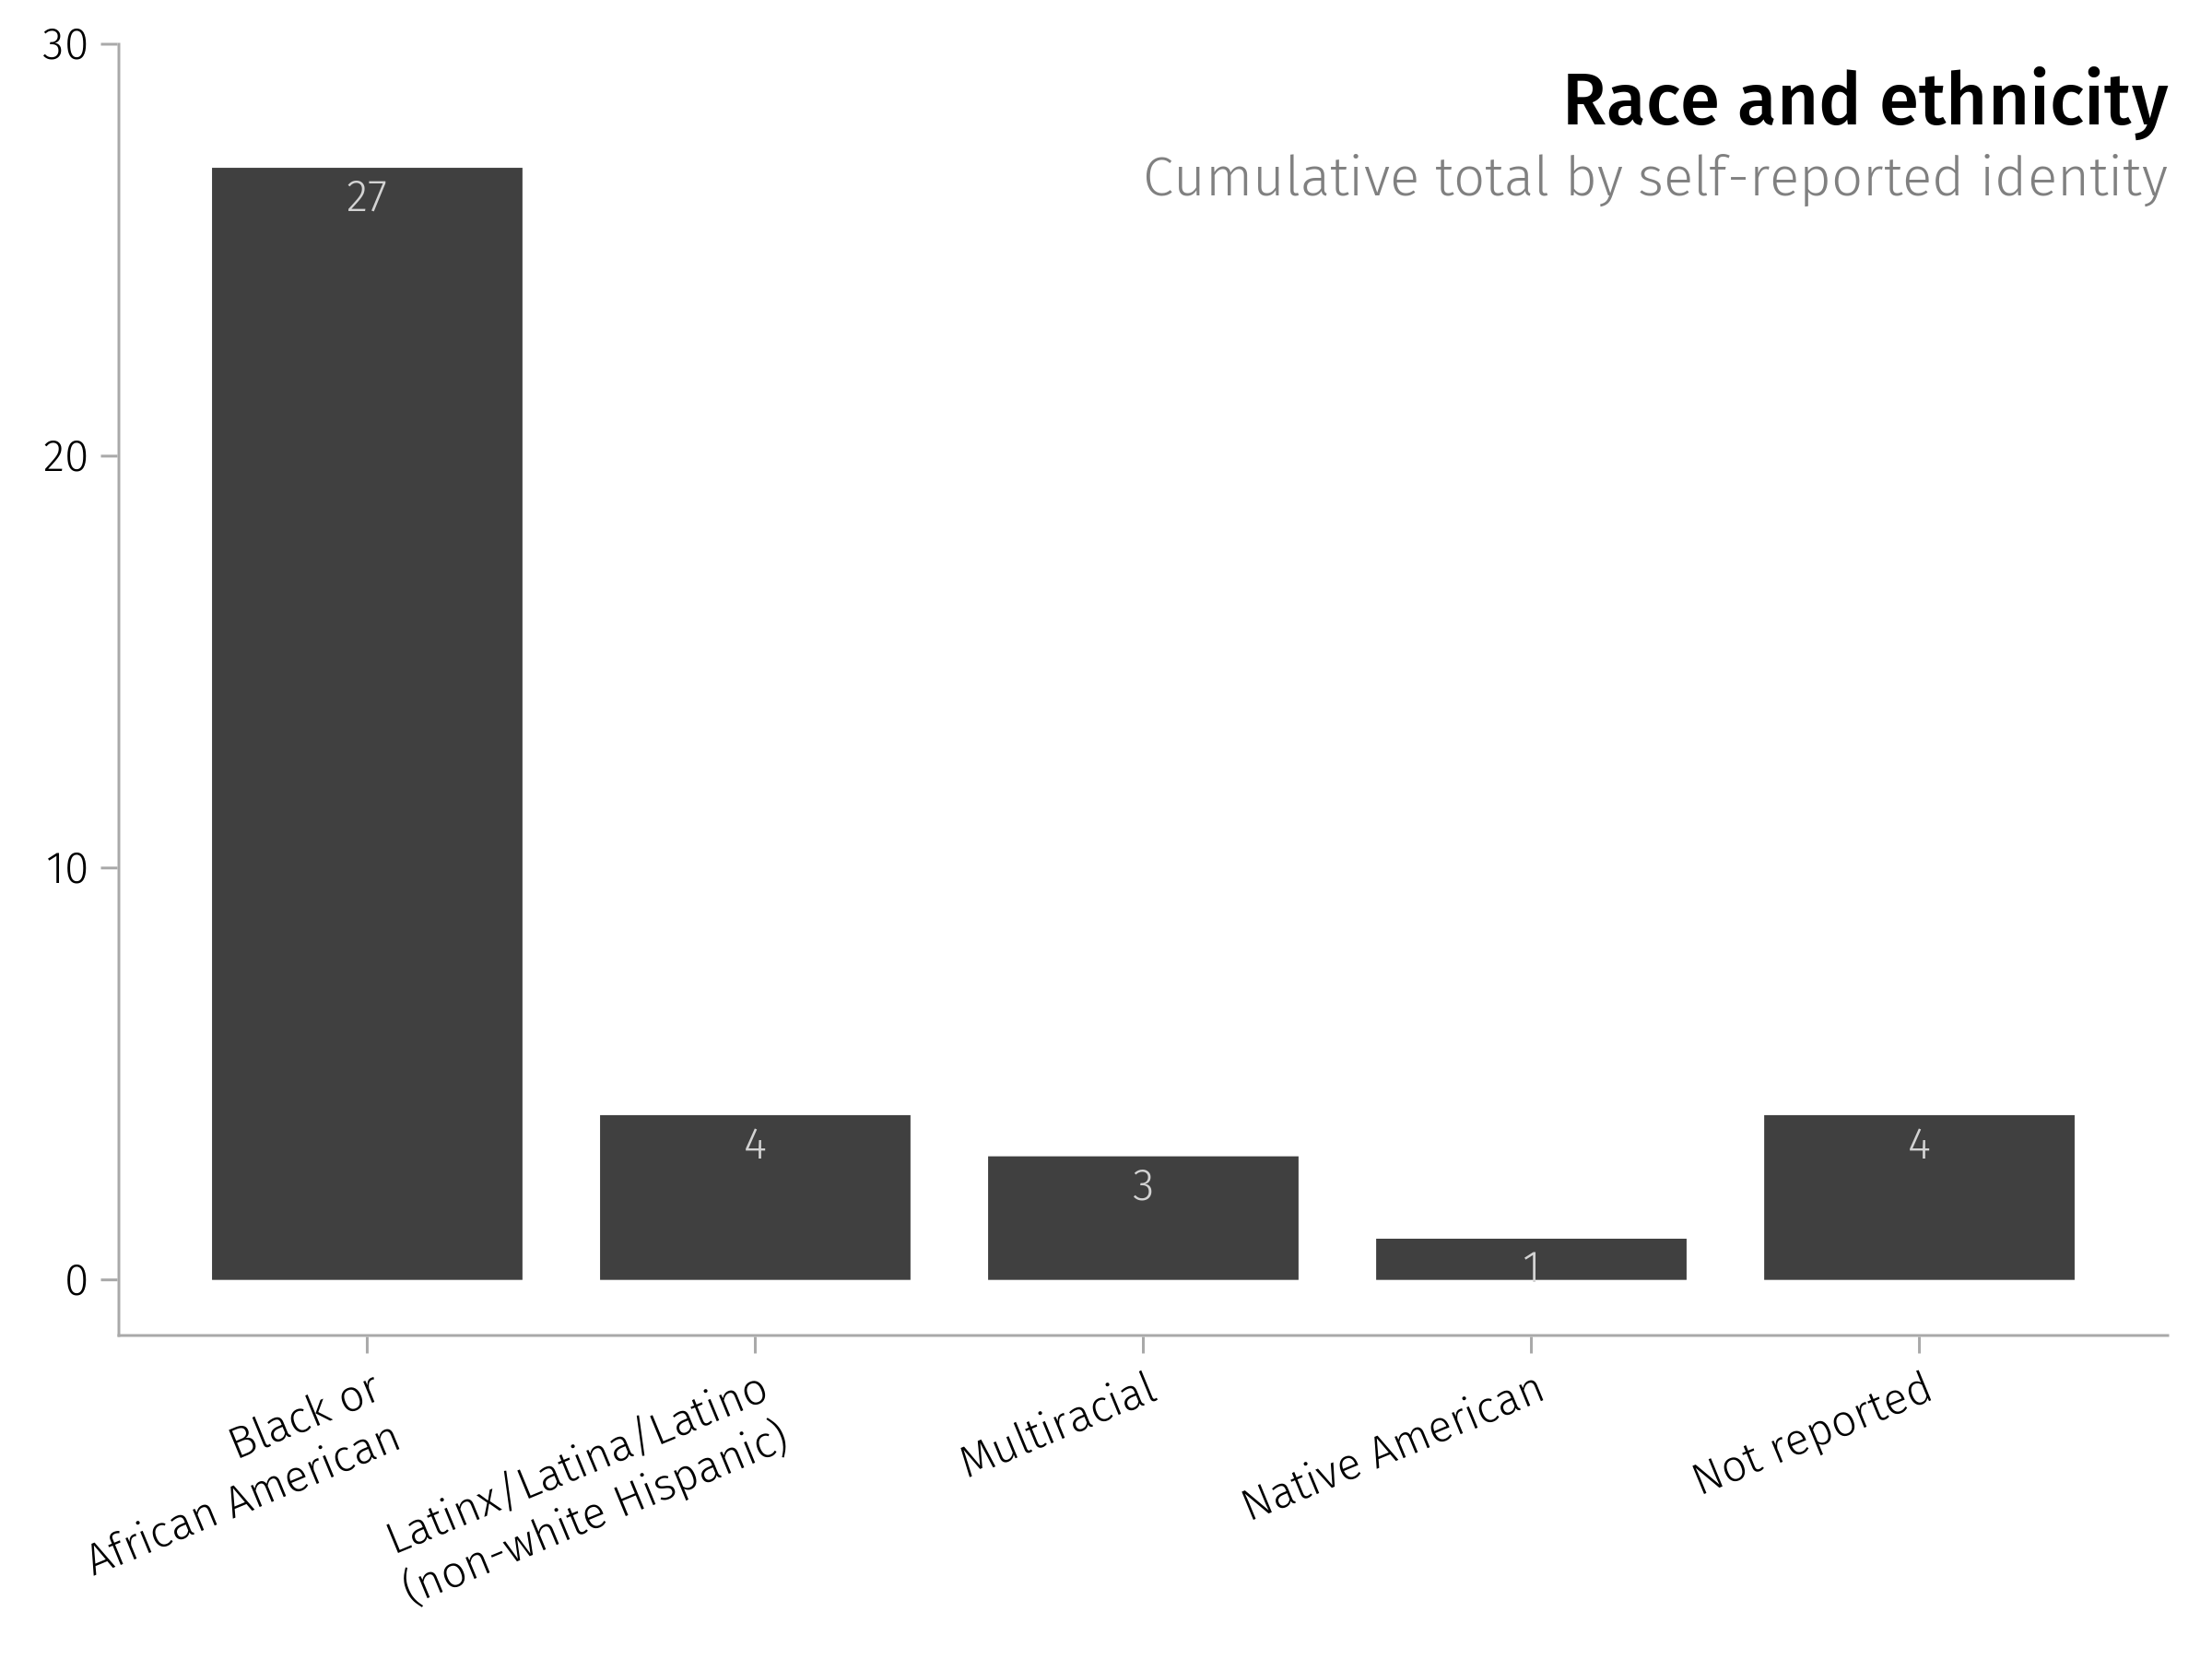 Race and ethnicity
Cumulative total by self-reported identity
30
20
10
0
27
4
3
1
4
Black or
African American
Latinx/Latina/Latino
(non-white Hispanic)
Multiracial
Native American
Not reported